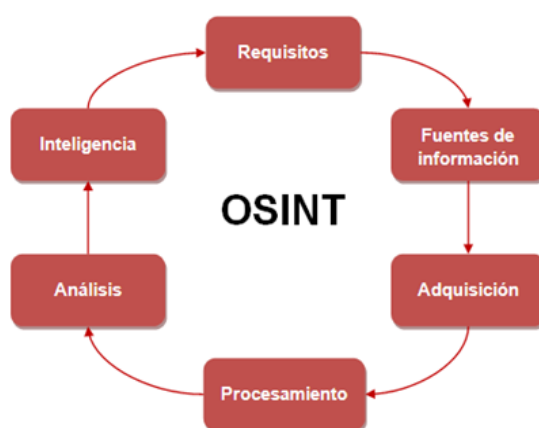 Requisitos
Fuentes de
información
Inteligencia
OSINT
Adquisición
Análisis
Procesamiento